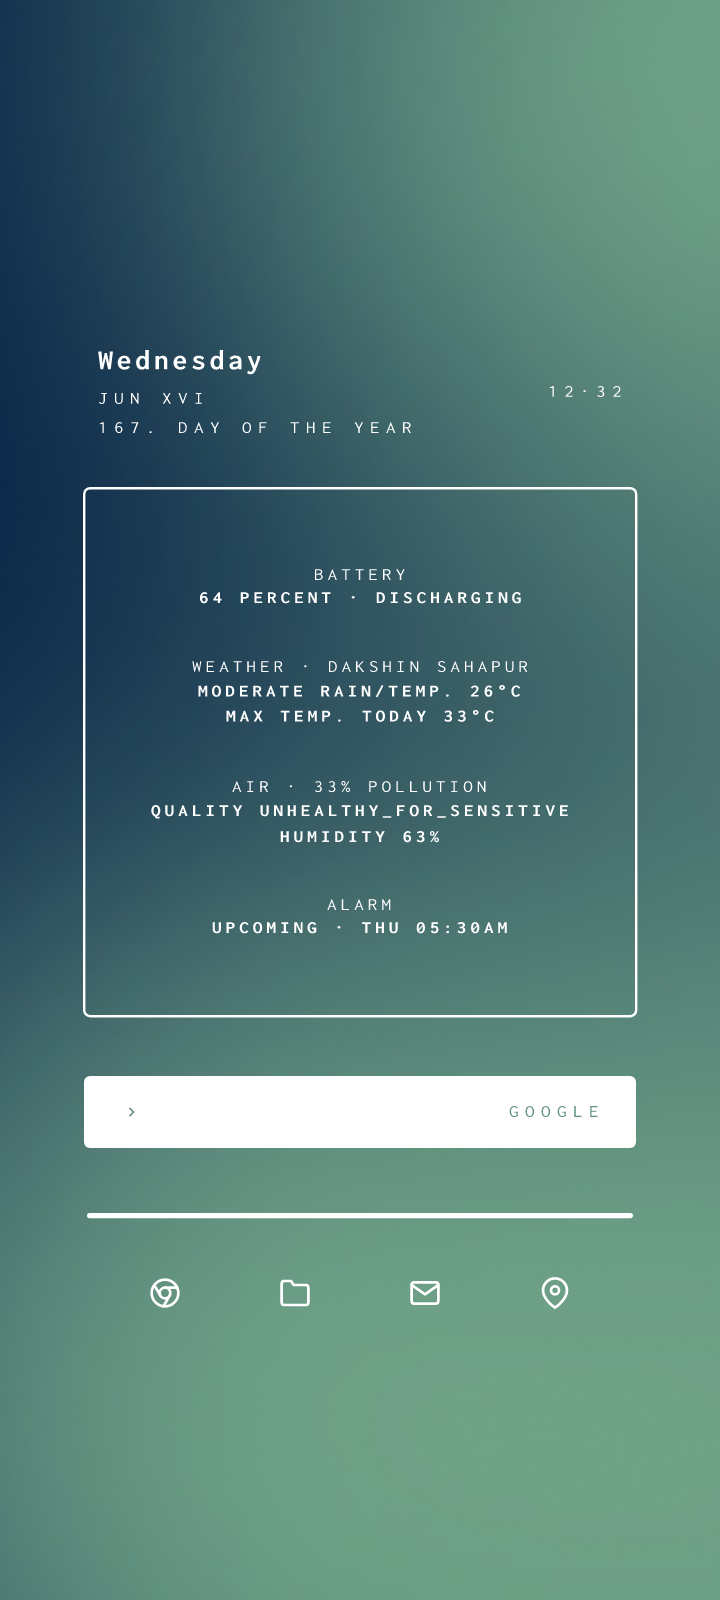 Wednesday
JUN XVI
12·32
167. DAY OF THE YEAR
BATTERY
64 PERCENT · DISCHARGING
WEATHER · DAKSHIN SAHAPUR
MODERATE RAIN/TEMP. 26°C
MAX TEMP. TODAY 33°C
AIR · 33% POLLUTION
QUALITY UNHEALTHY_FOR_SENSITIVE
HUMIDITY 63%
ALARM
UPCOMING · THU 05:30AM
› GOOGLE